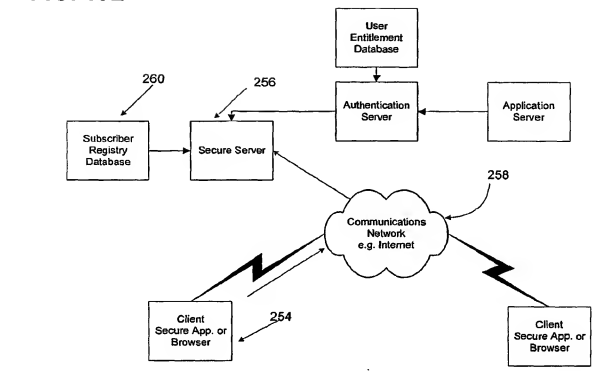 User
Entitlement
Database
260
256
Authentication
Server
Application
Server
Subscriber
Registry
Database
Secure Server
258
Communications
Network
e.g. Internet
Client
Secure App. or
Browser
254
Client
Secure App. or
Browser